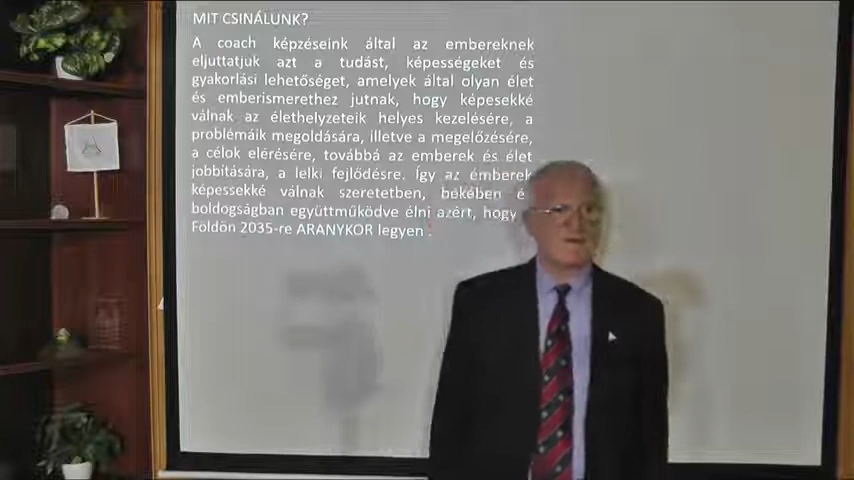 MIT CSINÁLUNK?
A coach képzéseink által az embereknek
eljuttatjuk azt a tudást, képességeket és
gyakorlási lehetőséget, amelyek által olyan élet
és emberismerethez jutnak, hogy képesekké
válnak az élethelyzeteik helyes kezelésére, a
problémáik megoldására, illetve a megelőzésére,
a célok elérésére, továbbá az emberek és élet
jobbítására, a lelki fejlődésre. Így az emberek
képessekké válnak szeretetben, békében é
boldogságban együttműködve élni azért, hogy
Földön 2035-re ARANYKOR legyen .